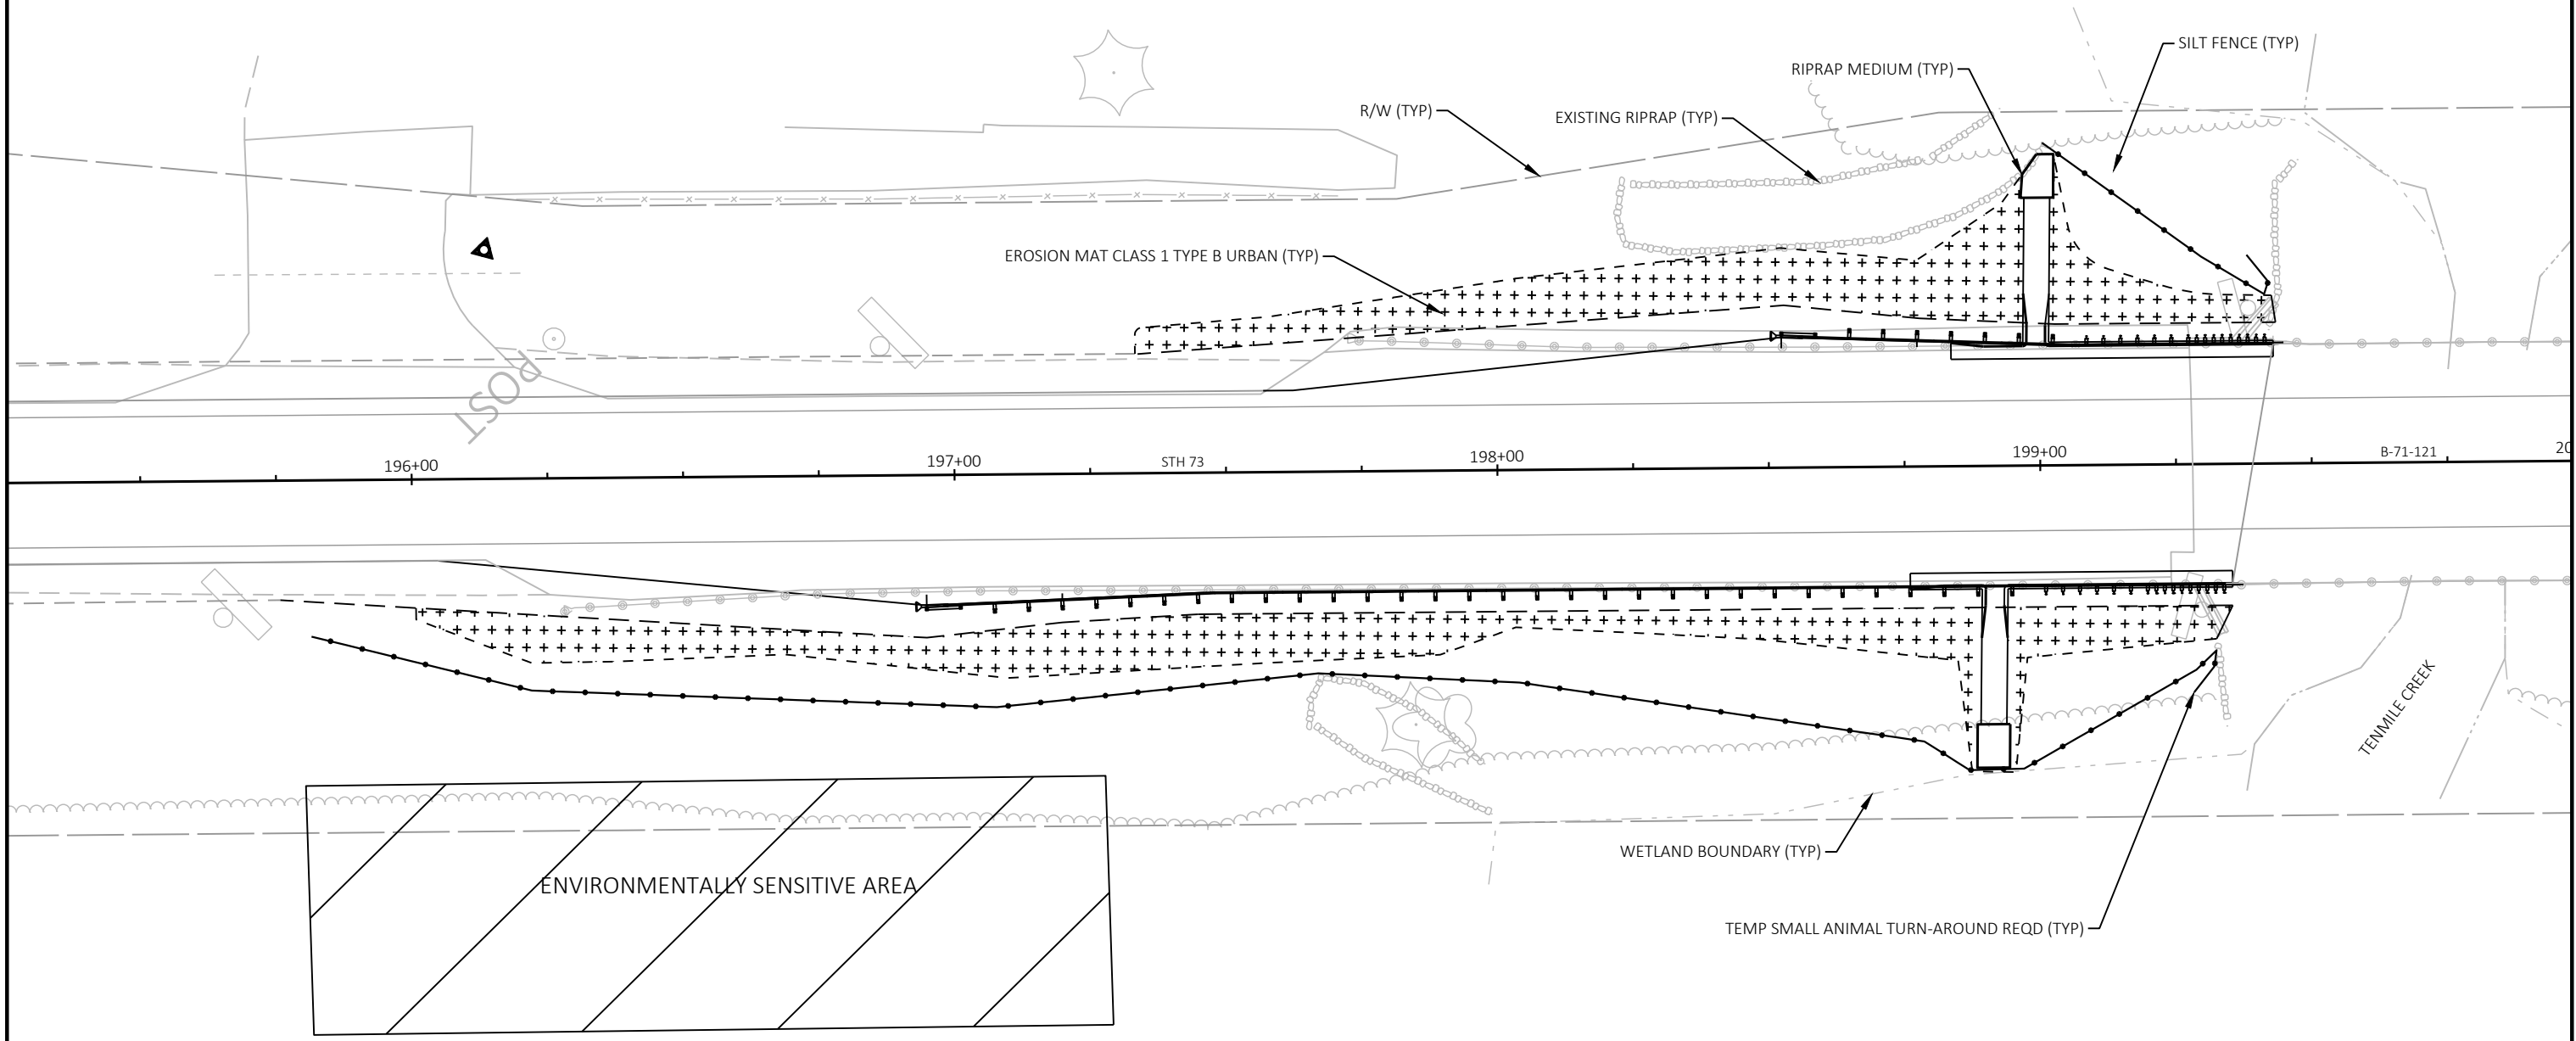 SILT FENCE (TYP)
RIPRAP MEDIUM (TYP)
R/W (TYP)
EXISTING RIPRAP (TYP)
EROSION MAT CLASS 1 TYPE B URBAN (TYP)
POST
196+00
197+00
STH 73
198+00
199+00
B-71-121
20
TENMILE CREEK
WETLAND BOUNDARY (TYP)
ENVIRONMENTALLY SENSITIVE AREA
TEMP SMALL ANIMAL TURN-AROUND REQD (TYP)